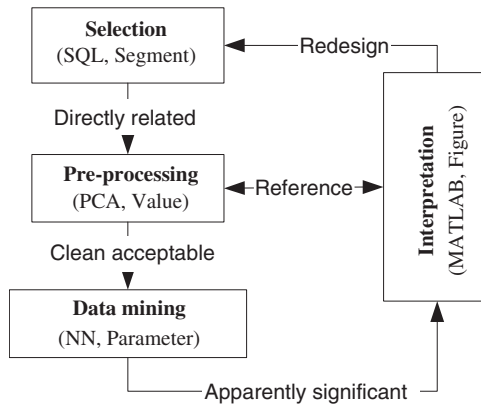 Selection
(SQL, Segment)
Redesign
Directly related
Pre-processing
(PCA, Value)
Reference
Interpretation
(MATLAB, Figure)
Clean acceptable
Data mining
(NN, Parameter)
Apparently significant